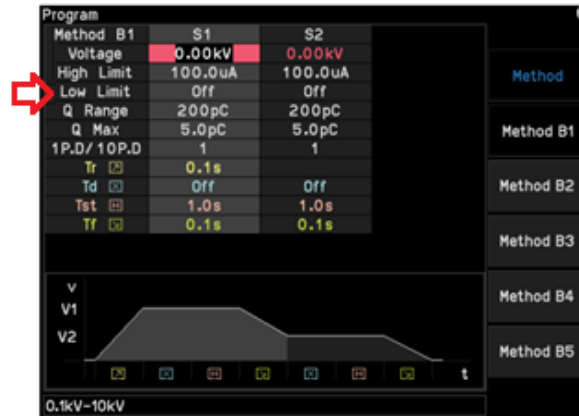 Program
Method B1 S1 S2
Voltage 0.00kV 0.00kV
High Limit 100.0uA 100.0uA
Low Limit Off Off
Q Range 200pC 200pC
Q Max 5.0pC 5.0pC
1P.D/10P.D 1 1
Tr 0.1s
Td Off Off
Tst H 1.0s 1.0s
Tf 0.1s 0.1s
Method
Method B1
Method B2
Method B3
Method B4
Method B5
V
V1
V2
H H t
0.1kV-10kV